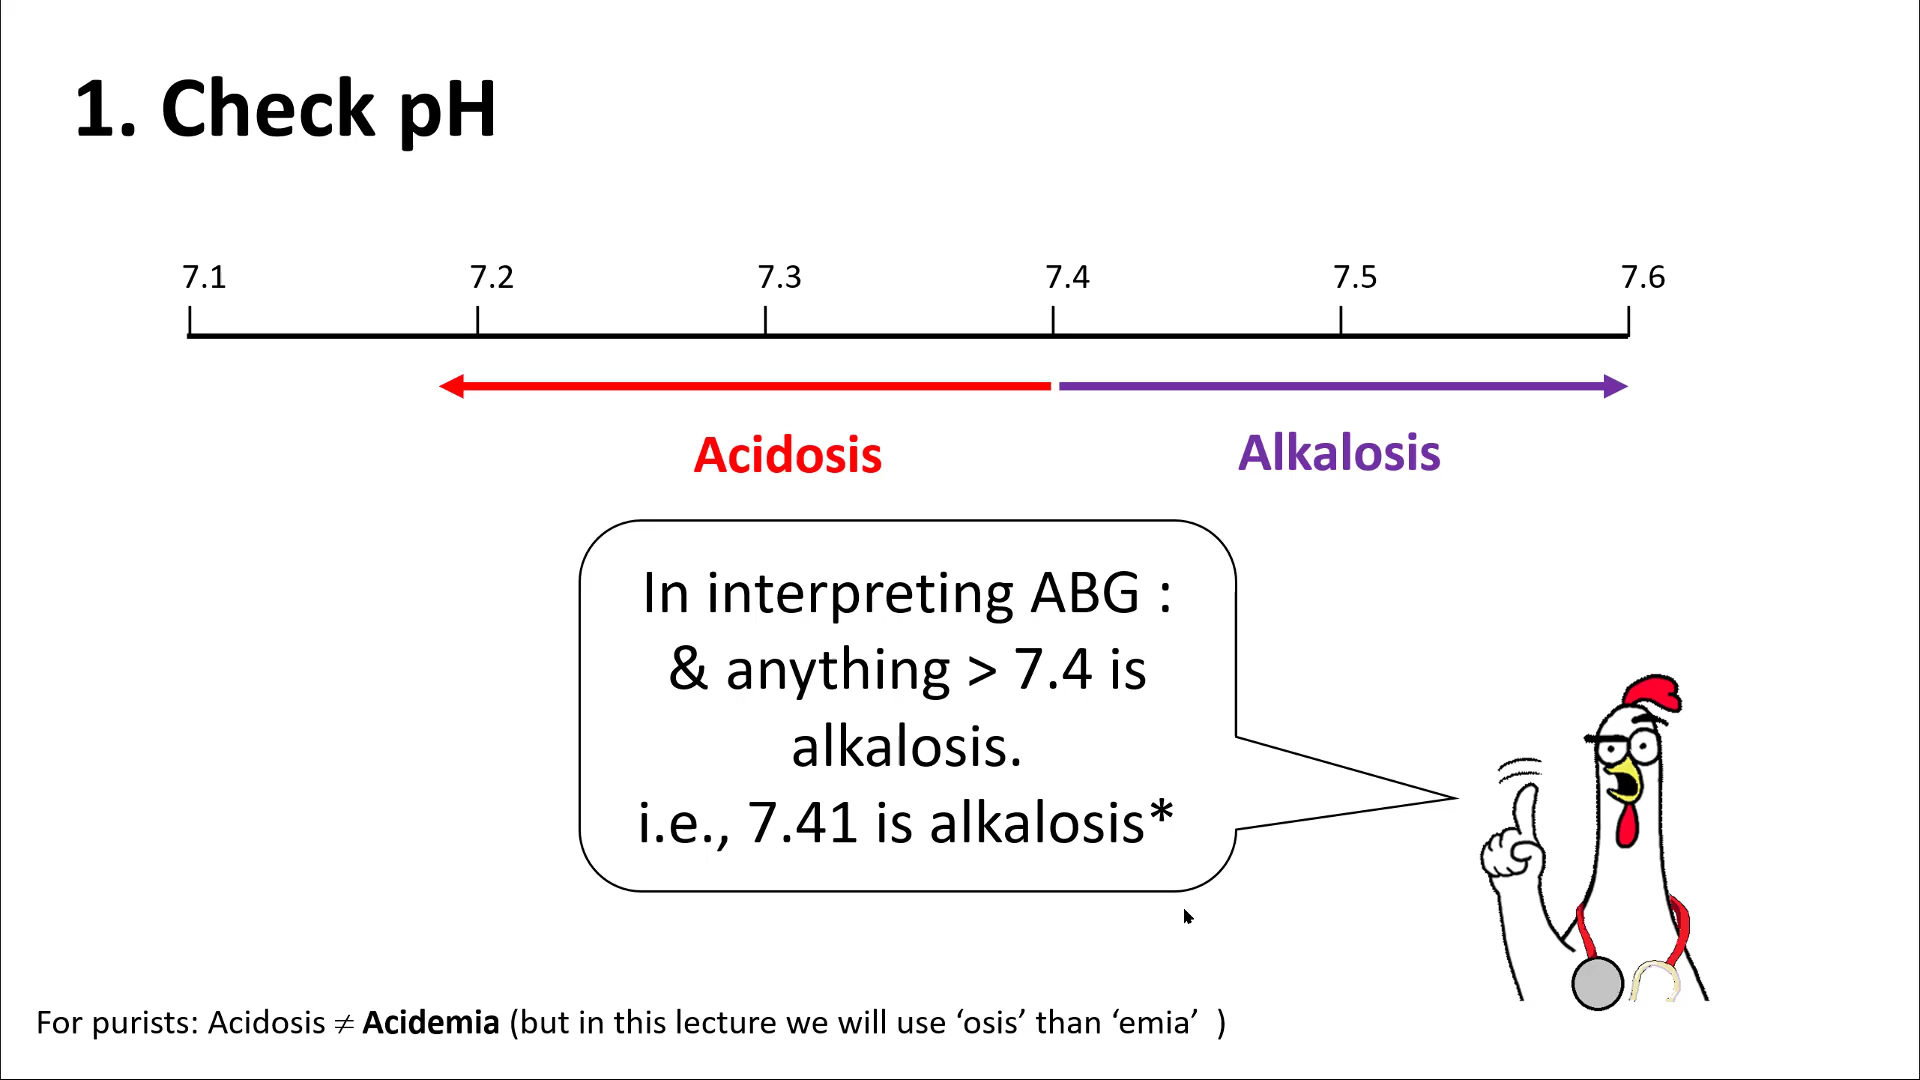 1. Check pH
7.1 7.2 7.3 7.4 7.5 7.6
Acidosis Alkalosis
In interpreting ABG :
& anything > 7.4 is
alkalosis.
i.e., 7.41 is alkalosis*
For purists: Acidosis ≠ Acidemia (but in this lecture we will use ‘osis’ than ‘emia’ )